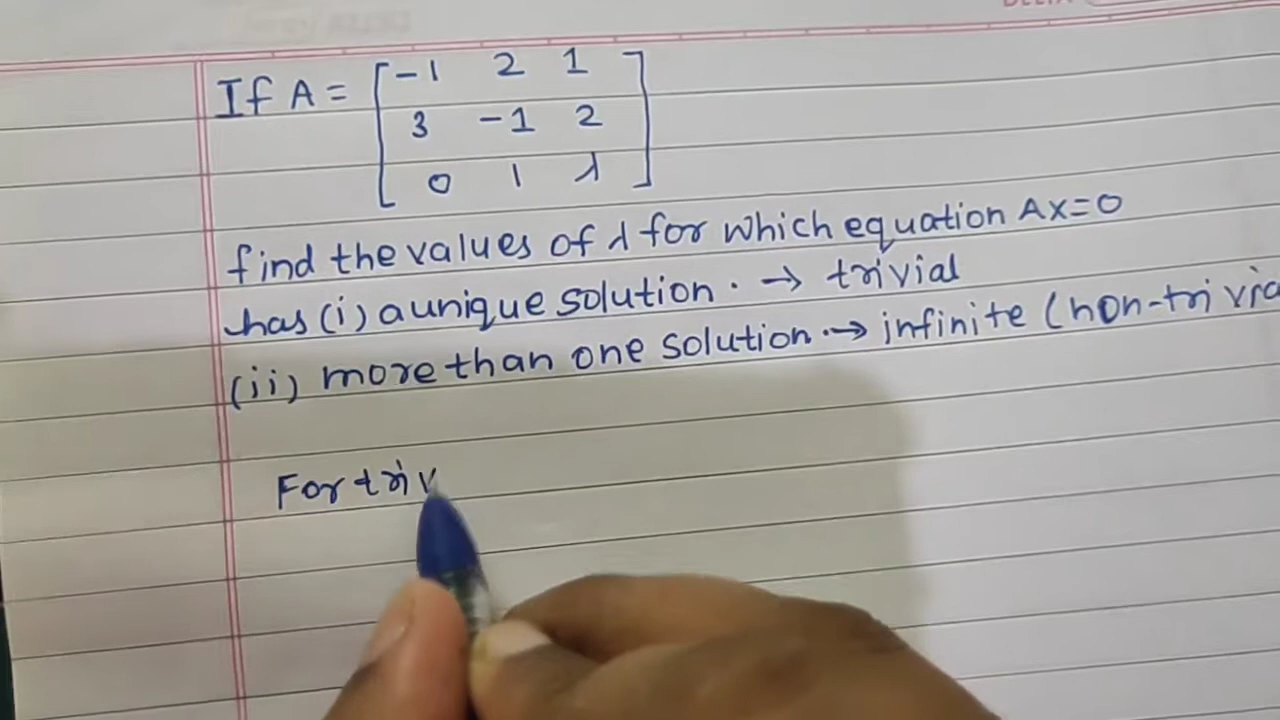 If A = [ -1 2 1
3 -1 2
0 1 λ ]
find the values of λ for which equation Ax=0
has (i) a unique solution. → trivial
(ii) more than one solution. → infinite (non-trivia
For triv